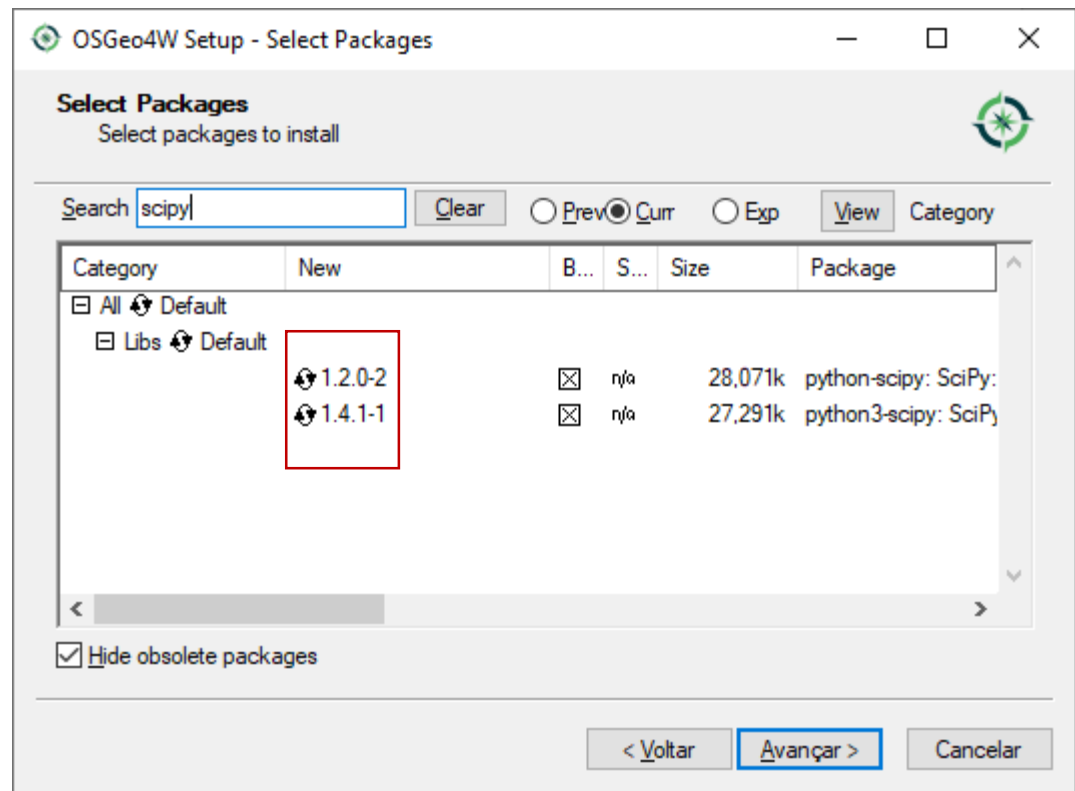 OSGeo4W Setup - Select Packages
Select Packages
Select packages to install
Search scipy Clear Prev Curr Exp View Category
Category New B... S... Size Package
All Default
Libs Default
1.2.0-2 n/a 28,071k python-scipy: SciPy:
1.4.1-1 n/a 27,291k python3-scipy: SciPy
Hide obsolete packages
< Voltar Avançar > Cancelar